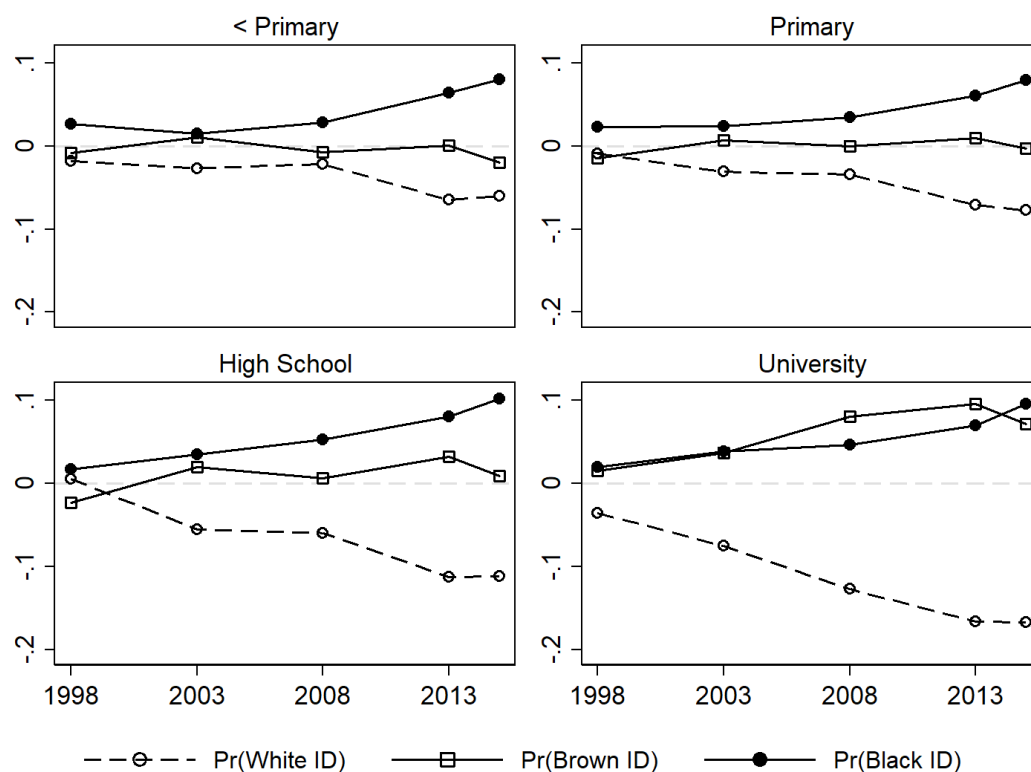 < Primary
Primary
.1
0
-.1
-.2
High School
University
.1
0
-.1
-.2
.1
0
-.1
-.2
.1
0
-.1
-.2
1998 2003 2008 2013
1998 2003 2008 2013
Pr(White ID) Pr(Brown ID) Pr(Black ID)